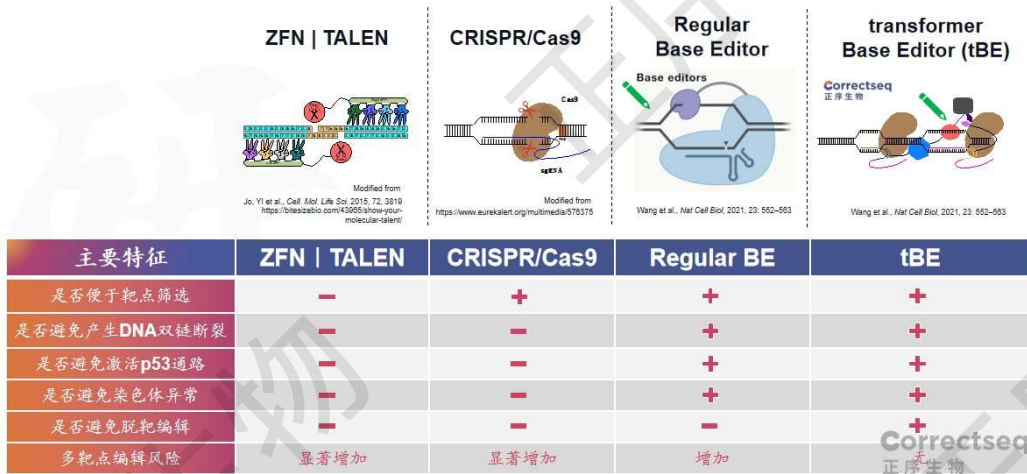 ZFN | TALEN
CRISPR/Cas9
Regular
Base Editor
transformer
Base Editor (tBE)
Base editors
Correctseq
正序生物
Cas9
sgRNA
Modified from
Jo, YI et al., Cell. Mol. Life Sci. 2015, 72, 3819
https://bitesizebio.com/43965/show-your-
molecular-talent/
Modified from
https://www.eurekalert.org/multimedia/576375
Wang et al., Nat Cell Biol, 2021, 23: 552–563
Wang et al., Nat Cell Biol, 2021, 23: 552–563
主要特征 ZFN | TALEN CRISPR/Cas9 Regular BE tBE
是否便于靶点筛选 − + + +
是否避免产生DNA双链断裂 − − + +
是否避免激活p53通路 − − + +
是否避免染色体异常 − − + +
是否避免脱靶编辑 − − − +
多靶点编辑风险 显著增加 显著增加 增加 无
Correctseq
正序生物